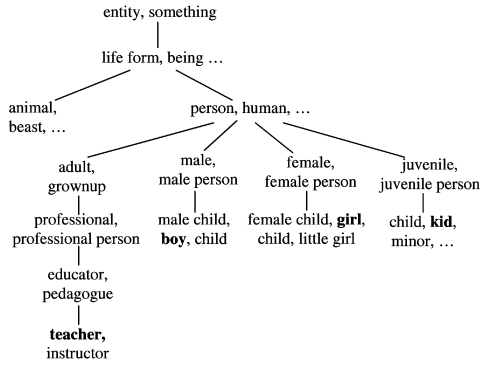 entity, something
life form, being ...
animal,
beast, ...
person, human, ...
adult,
grownup
male,
male person
female,
female person
juvenile,
juvenile person
professional,
professional person
male child,
boy, child
female child, girl,
child, little girl
child, kid,
minor, ...
educator,
pedagogue
teacher,
instructor